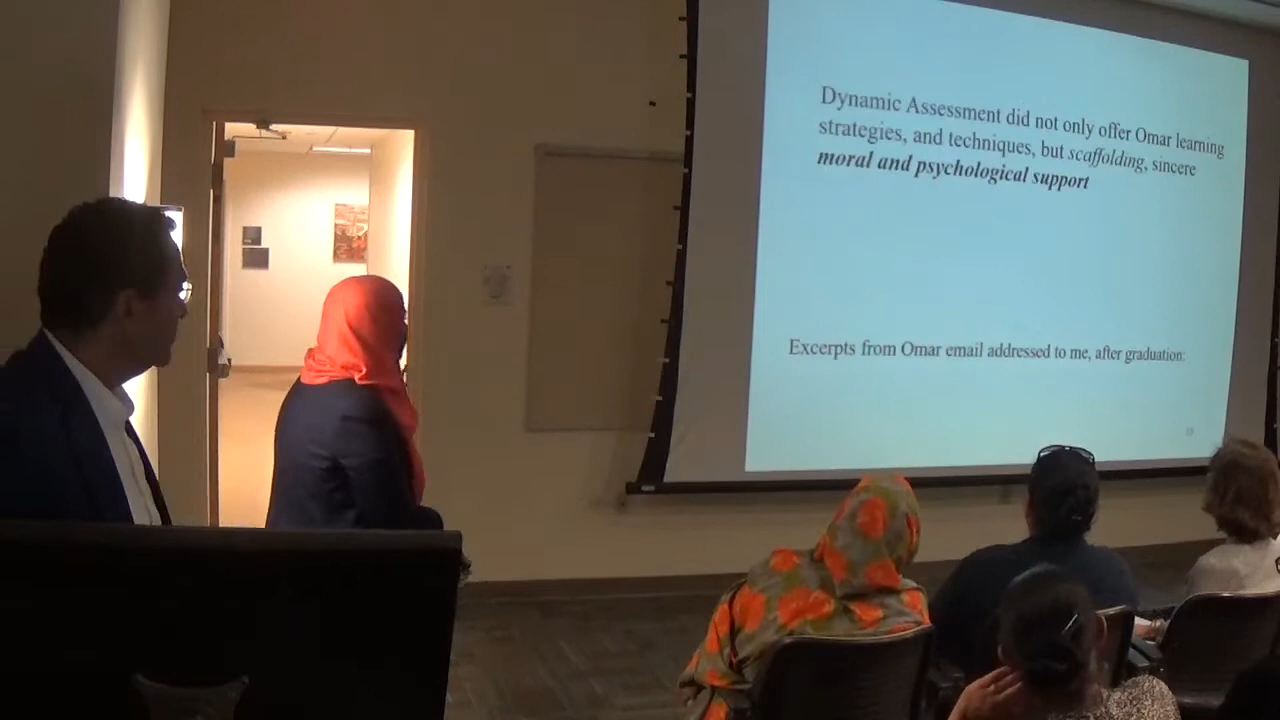 Dynamic Assessment did not only offer Omar learning
strategies, and techniques, but scaffolding, sincere
moral and psychological support
Excerpts from Omar email addressed to me, after graduation: